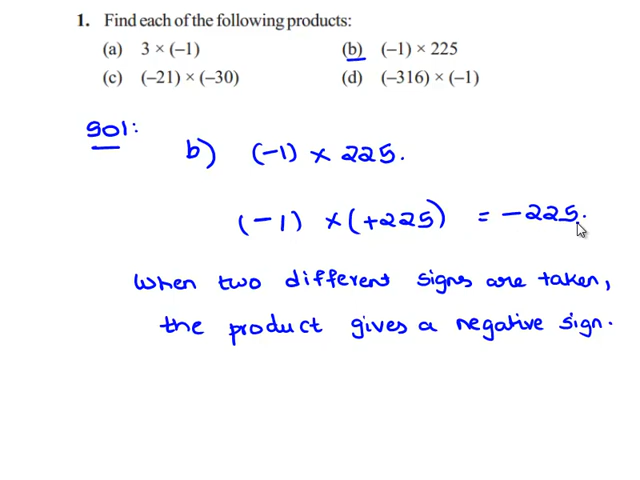 1. Find each of the following products:
(a) 3 × (–1) (b) (–1) × 225
(c) (–21) × (–30) (d) (–316) × (–1)
Sol:
b) (-1) × 225.
(-1) × (+225) = -225.
When two different signs are taken,
the product gives a negative sign.